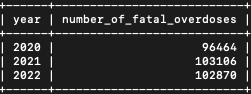 | year | number_of_fatal_overdoses |
| 2020 | 96464 |
| 2021 | 103106 |
| 2022 | 102870 |